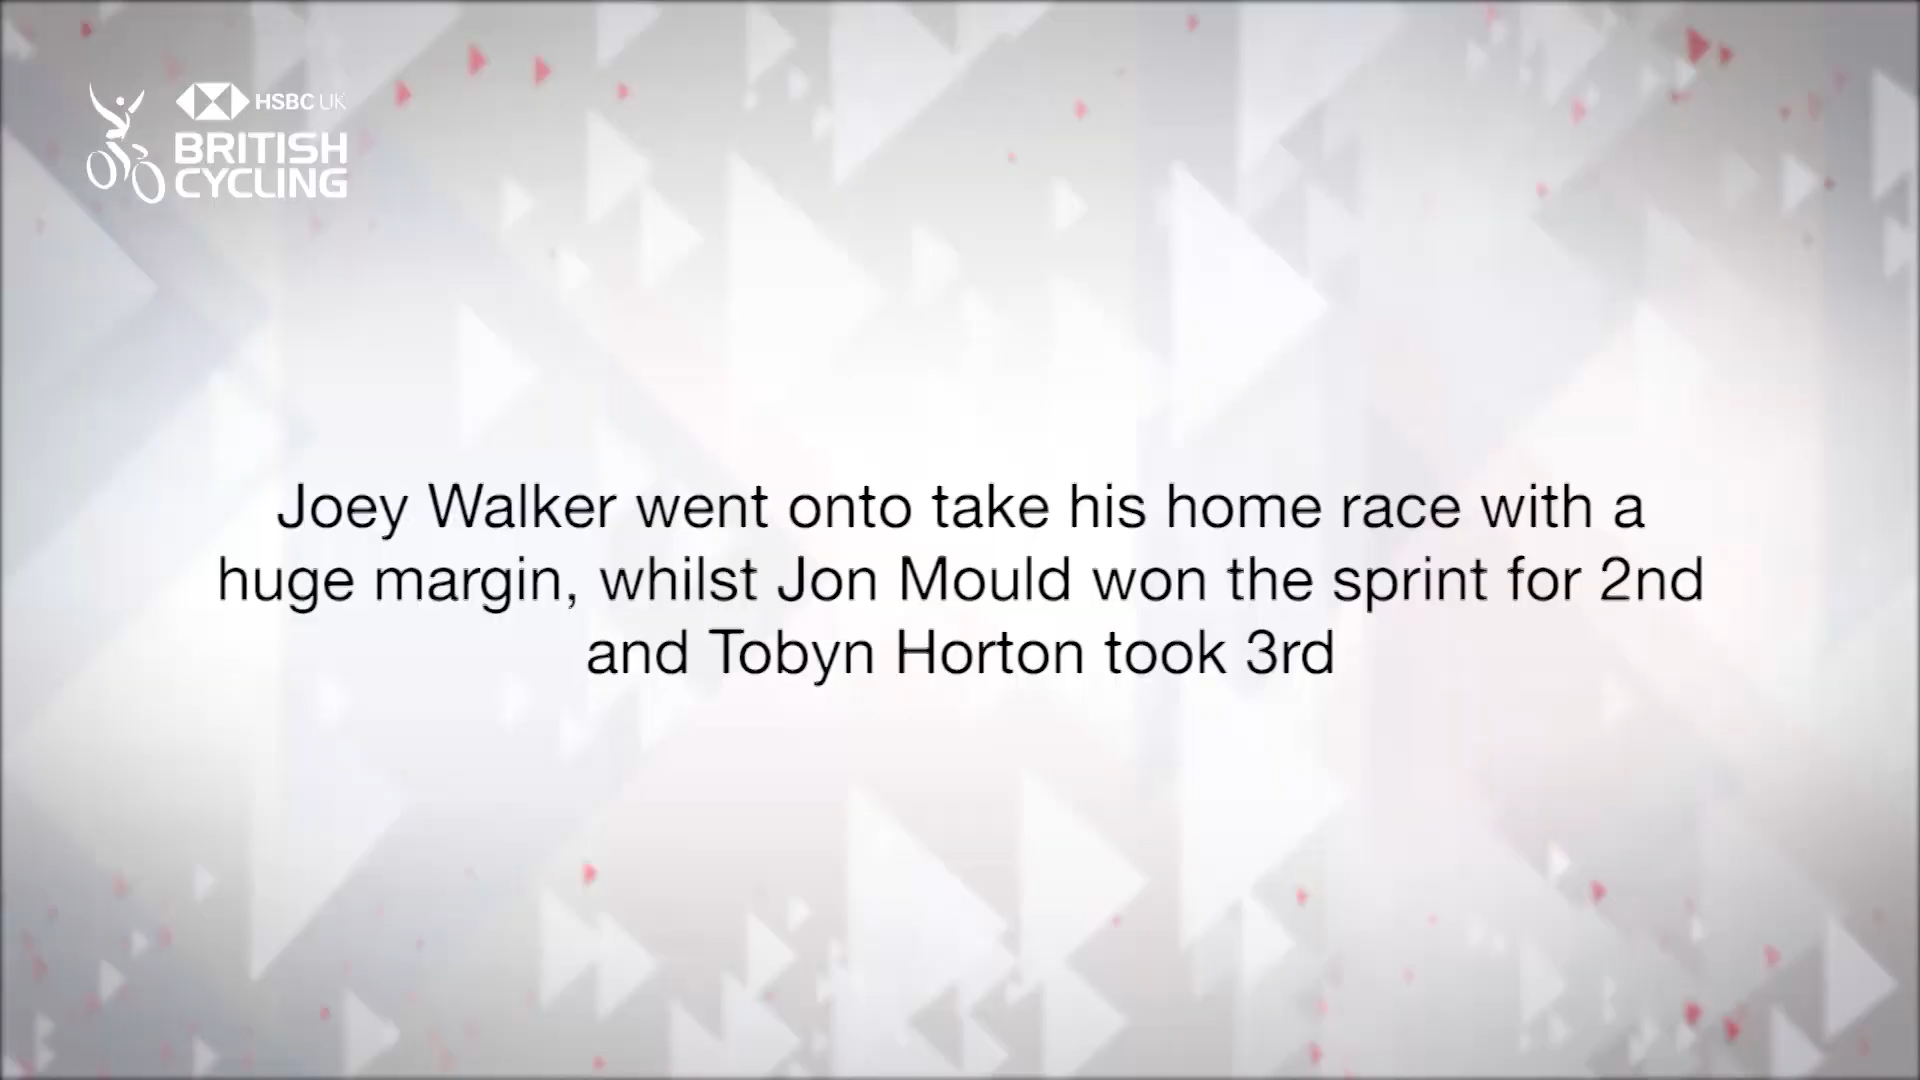 HSBC UK
BRITISH
CYCLING
Joey Walker went onto take his home race with a
huge margin, whilst Jon Mould won the sprint for 2nd
and Tobyn Horton took 3rd